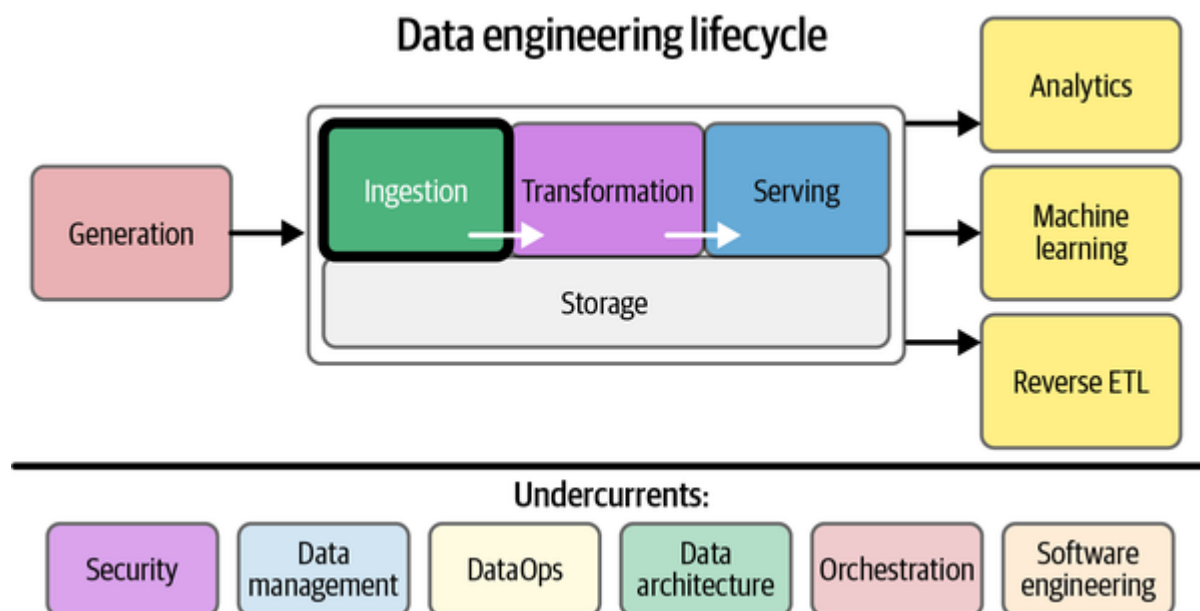 Data engineering lifecycle
Generation
Ingestion
Transformation
Serving
Storage
Analytics
Machine
learning
Reverse ETL
Undercurrents:
Security
Data
management
DataOps
Data
architecture
Orchestration
Software
engineering